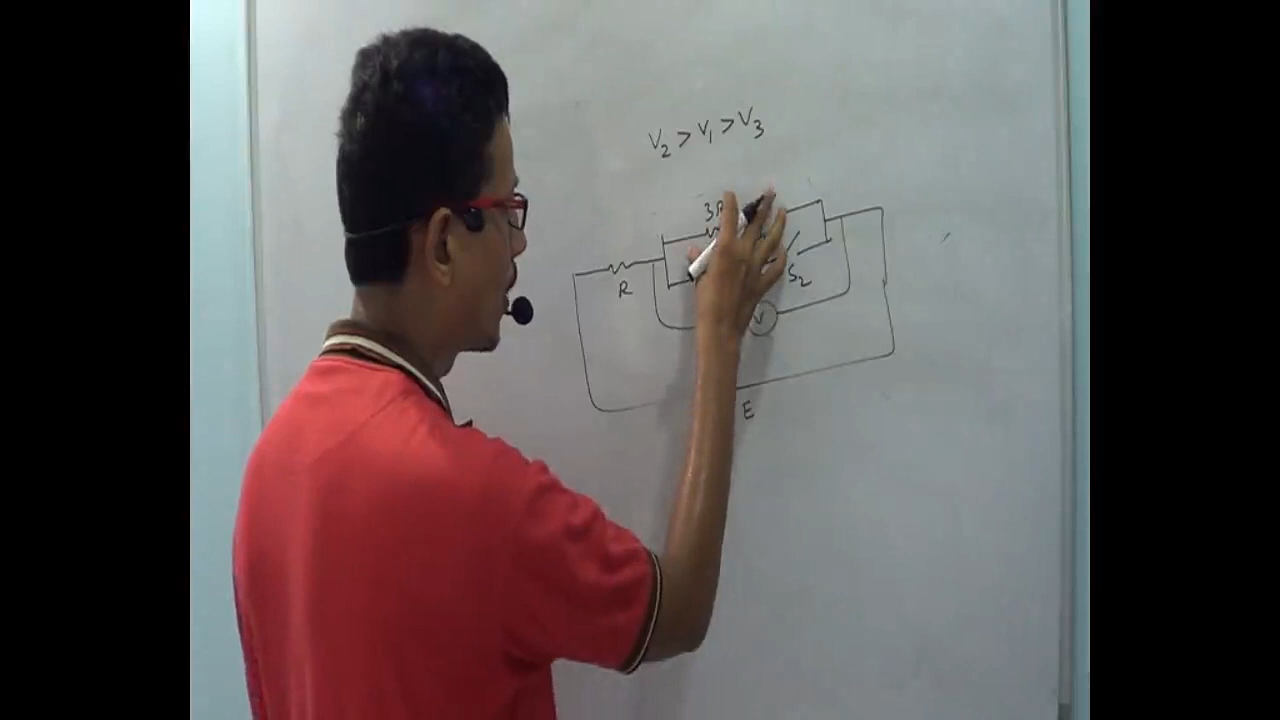 V₂ > V₁ > V₃
3R
S₂
R
V
E